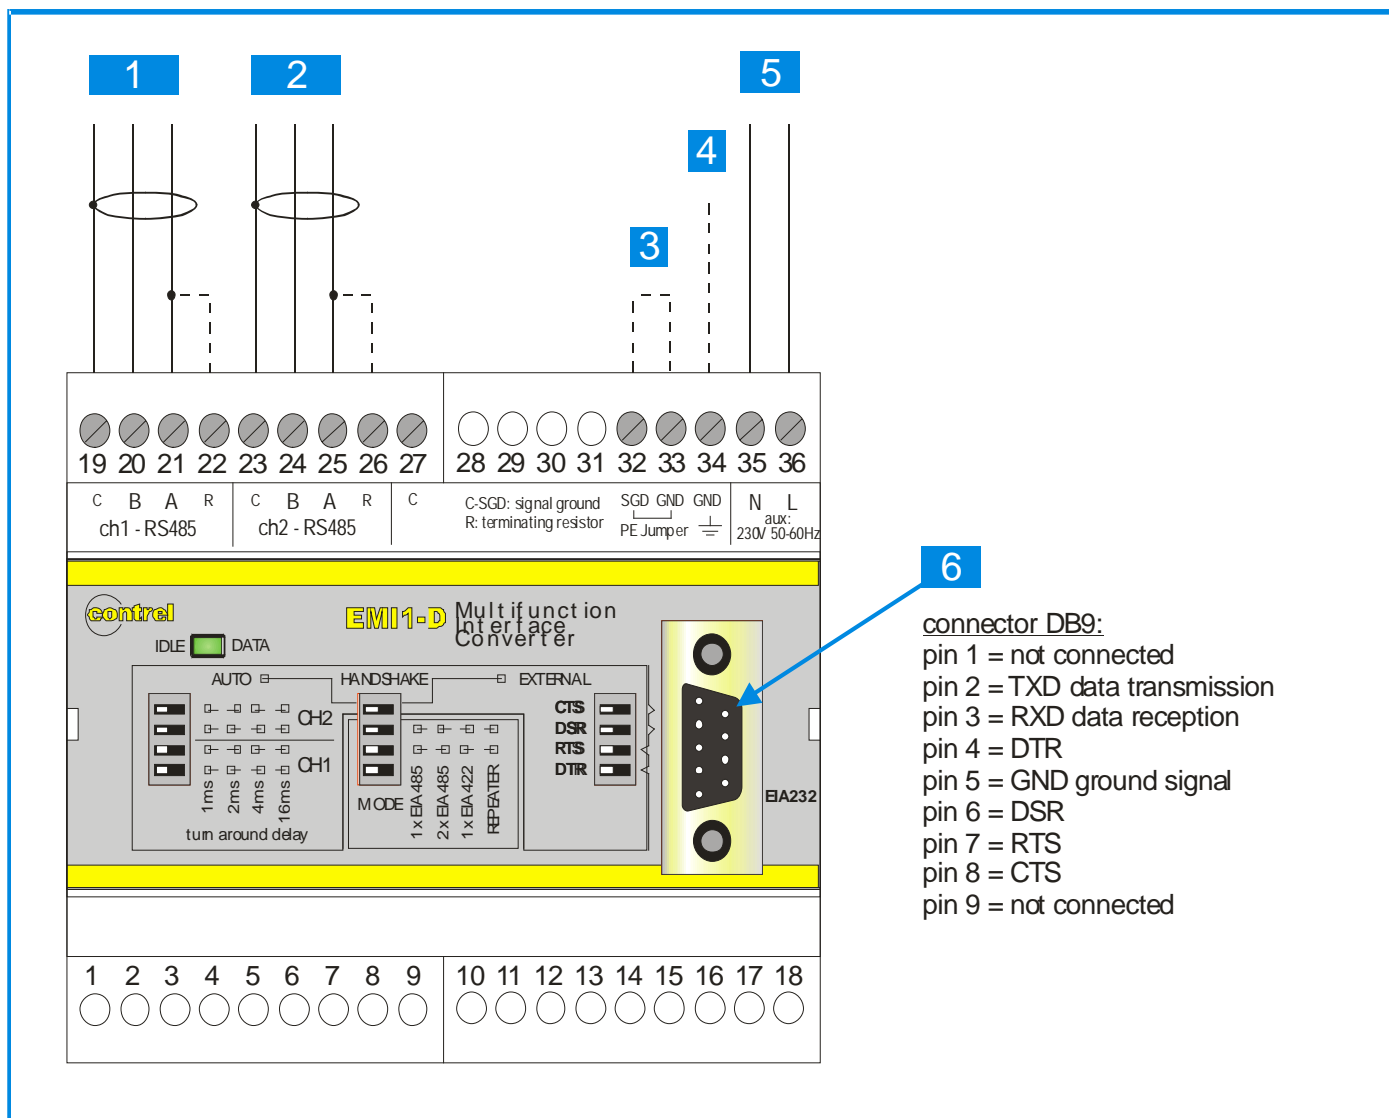 1
2
3
4
5
6
19 20 21 22 23 24 25 26 27 28 29 30 31 32 33 34 35 36
C B A R
ch1 - RS485
C B A R
ch2 - RS485
C
C-SGD: signal ground
R: terminating resistor
SGD GND GND
PE Jumper
N L
aux:
230V 50-60Hz
contrel
EMI1-D
Multifunction
Interface
Converter
IDLE
DATA
AUTO
HANDSHAKE
EXTERNAL
CH2
CH1
1ms
2ms
4ms
16ms
turn around delay
MODE
1xEIA485
2xEIA485
1xEIA422
REPEATER
CTS
DSR
RTS
DTR
EIA232
connector DB9:
pin 1 = not connected
pin 2 = TXD data transmission
pin 3 = RXD data reception
pin 4 = DTR
pin 5 = GND ground signal
pin 6 = DSR
pin 7 = RTS
pin 8 = CTS
pin 9 = not connected
1 2 3 4 5 6 7 8 9 10 11 12 13 14 15 16 17 18